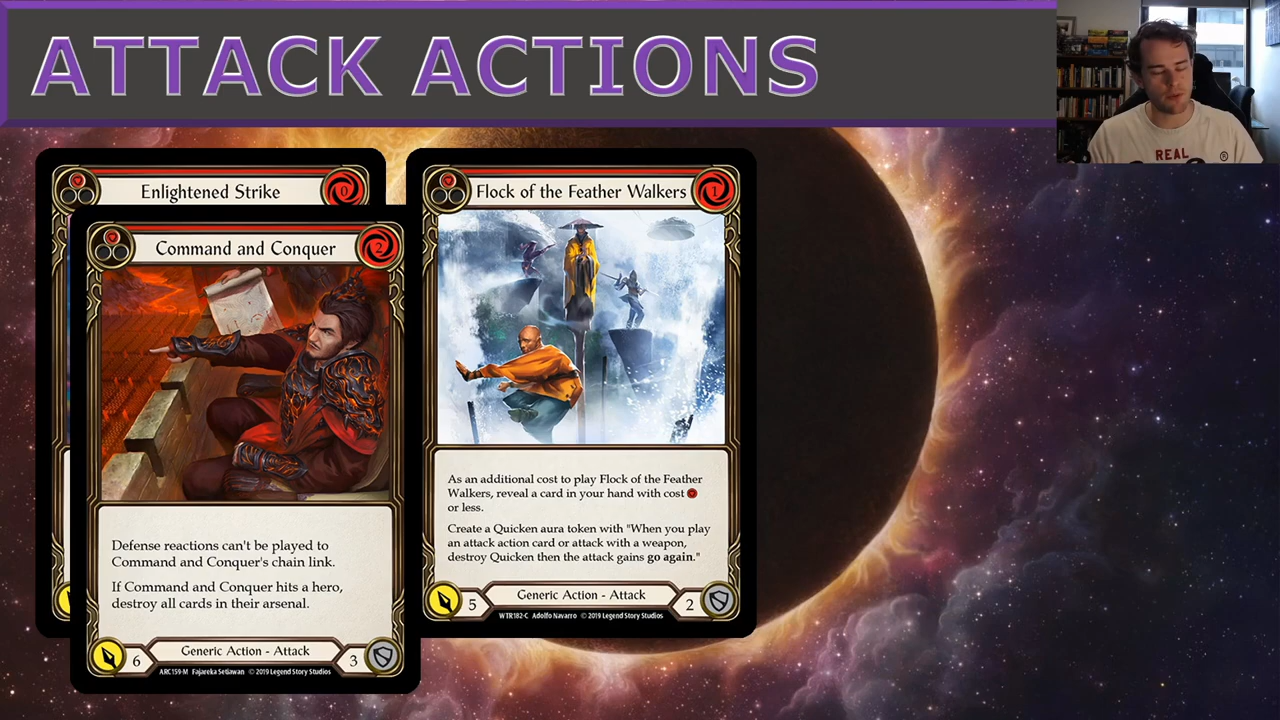 ATTACK ACTIONS
REAL
®
Enlightened Strike
0
Command and Conquer
2
Defense reactions can't be played to
Command and Conquer's chain link.
If Command and Conquer hits a hero,
destroy all cards in their arsenal.
6
Generic Action - Attack
3
ARC159-M Fajareka Setiawan © 2019 Legend Story Studios
Flock of the Feather Walkers
1
As an additional cost to play Flock of the Feather
Walkers, reveal a card in your hand with cost
or less.
Create a Quicken aura token with "When you play
an attack action card or attack with a weapon,
destroy Quicken then the attack gains go again."
5
Generic Action - Attack
2
WTR182-C Adolfo Navarro © 2019 Legend Story Studios